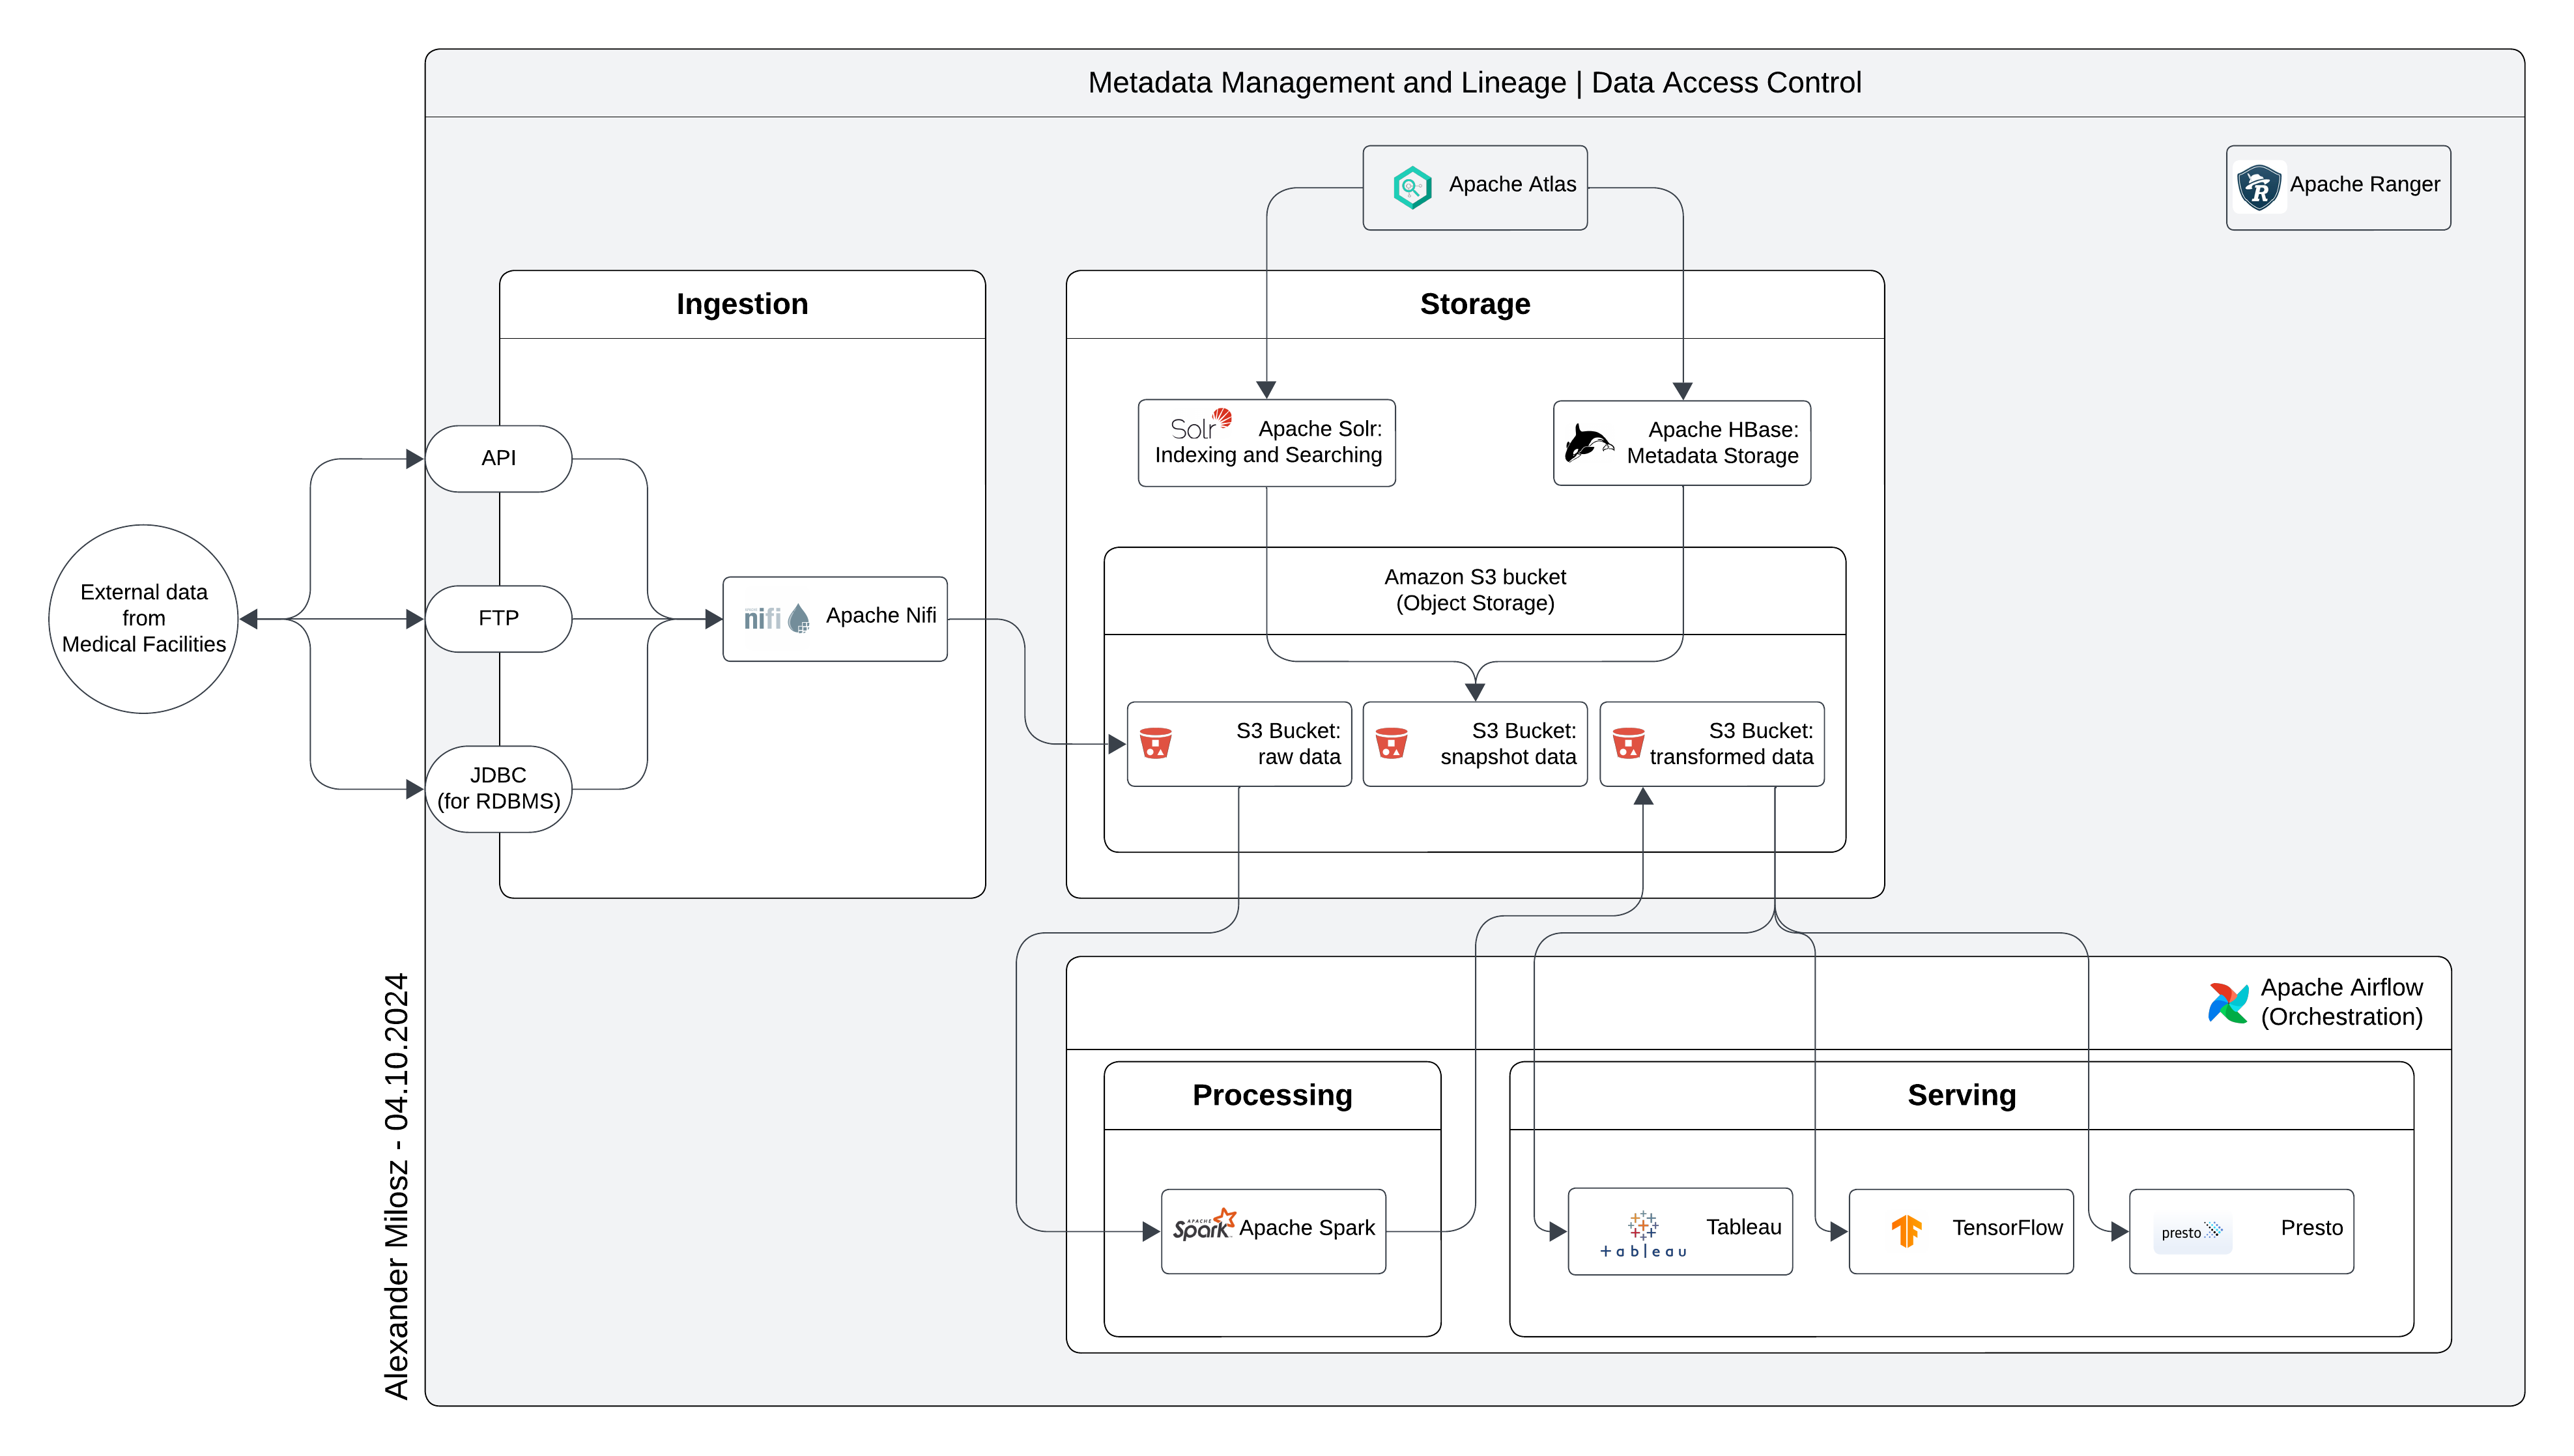 Metadata Management and Lineage | Data Access Control
Apache Atlas
R
Apache Ranger
Ingestion
Storage
Solr
Apache Solr:
Indexing and Searching
Apache HBase:
Metadata Storage
API
FTP
JDBC
(for RDBMS)
External data
from
Medical Facilities
nifi
Apache Nifi
Amazon S3 bucket
(Object Storage)
S3 Bucket:
raw data
S3 Bucket:
snapshot data
S3 Bucket:
transformed data
Apache Airflow
(Orchestration)
Processing
Serving
APACHE
Spark
Apache Spark
tableau
Tableau
TensorFlow
presto
Presto
Alexander Milosz - 04.10.2024